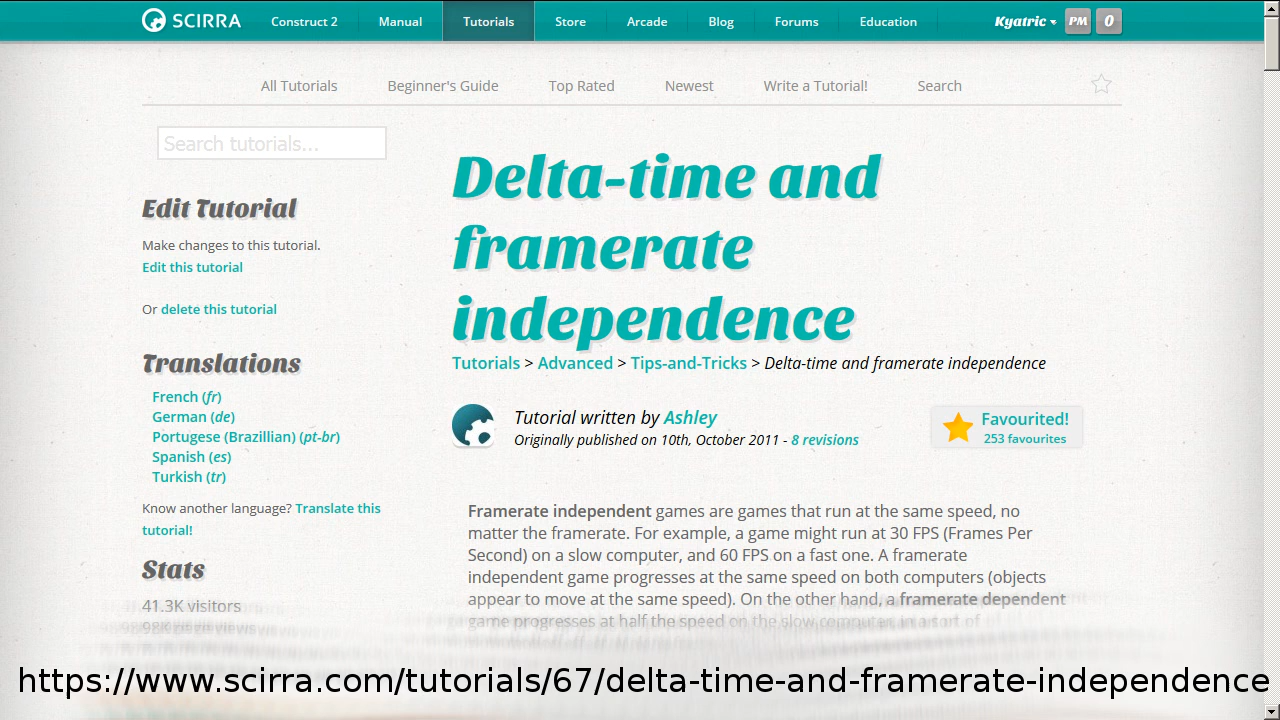 SCIRRA Construct 2 Manual Tutorials Store Arcade Blog Forums Education Kyatric PM 0
All Tutorials Beginner's Guide Top Rated Newest Write a Tutorial! Search
Search tutorials...
Edit Tutorial
Make changes to this tutorial.
Edit this tutorial
Or delete this tutorial
Translations
French (fr)
German (de)
Portugese (Brazillian) (pt-br)
Spanish (es)
Turkish (tr)
Know another language? Translate this
tutorial!
Stats
41.3K visitors
Delta-time and
framerate
independence
Tutorials > Advanced > Tips-and-Tricks > Delta-time and framerate independence
Tutorial written by Ashley
Originally published on 10th, October 2011 - 8 revisions
Favourited!
253 favourites
Framerate independent games are games that run at the same speed, no
matter the framerate. For example, a game might run at 30 FPS (Frames Per
Second) on a slow computer, and 60 FPS on a fast one. A framerate
independent game progresses at the same speed on both computers (objects
appear to move at the same speed). On the other hand, a framerate dependent
game progresses at half the speed on the slow computer, in a sort of
https://www.scirra.com/tutorials/67/delta-time-and-framerate-independence